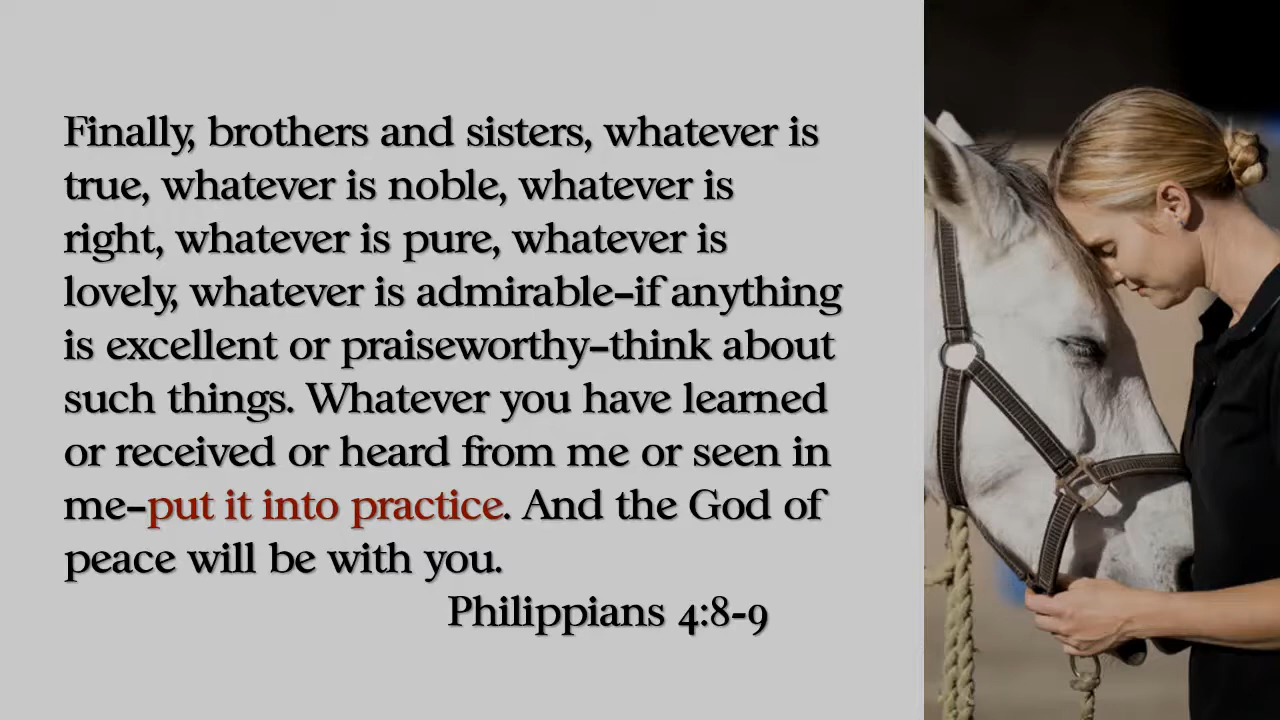 Finally, brothers and sisters, whatever is
true, whatever is noble, whatever is
right, whatever is pure, whatever is
lovely, whatever is admirable–if anything
is excellent or praiseworthy–think about
such things. Whatever you have learned
or received or heard from me or seen in
me–put it into practice. And the God of
peace will be with you.
Philippians 4:8-9